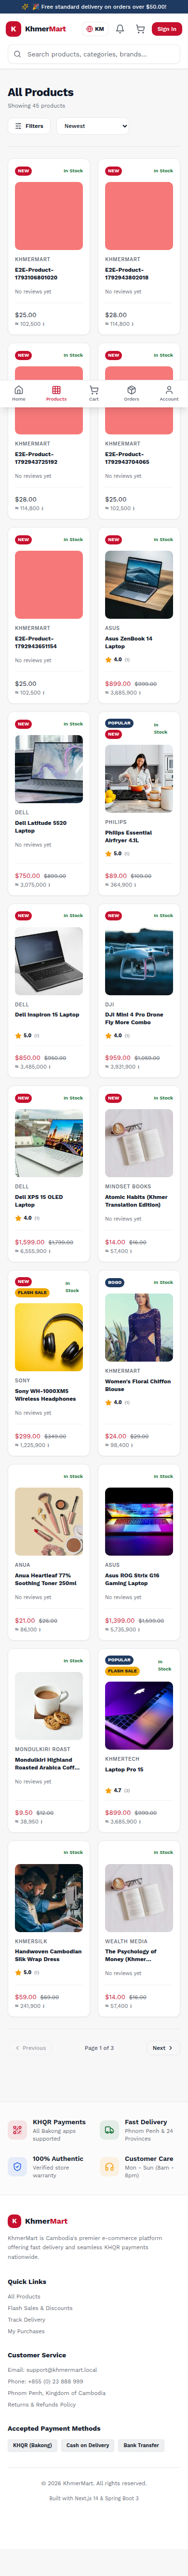 ✨ 🎉 Free standard delivery on orders over $50.00!
K KhmerMart KM Sign In
Search products, categories, brands...
All Products
Showing 45 products
Filters Newest
NEW In Stock NEW In Stock
KHMERMART KHMERMART
E2E-Product- E2E-Product-
1793106801020 1792943802018
No reviews yet No reviews yet
$25.00 $28.00
≈ 102,500 ៛ ≈ 114,800 ៛
NEW In Stock NEW In Stock
Home Products Cart Orders Account
KHMERMART KHMERMART
E2E-Product- E2E-Product-
1792943725192 1792943704065
No reviews yet No reviews yet
$28.00 $25.00
≈ 114,800 ៛ ≈ 102,500 ៛
NEW In Stock NEW In Stock
KHMERMART ASUS
E2E-Product- Asus ZenBook 14
1792943651154 Laptop
No reviews yet 4.0 (1)
$25.00 $899.00 $999.00
≈ 102,500 ៛ ≈ 3,685,900 ៛
NEW In Stock POPULAR NEW In Stock
DELL PHILIPS
Dell Latitude 5520 Philips Essential
Laptop Airfryer 4.1L
No reviews yet 5.0 (1)
$750.00 $899.00 $89.00 $109.00
≈ 3,075,000 ៛ ≈ 364,900 ៛
NEW In Stock NEW In Stock
DELL DJI
Dell Inspiron 15 Laptop DJI Mini 4 Pro Drone
Fly More Combo
5.0 (1) 4.0 (1)
$850.00 $960.00 $959.00 $1,059.00
≈ 3,485,000 ៛ ≈ 3,931,900 ៛
NEW In Stock NEW In Stock
DELL MINDSET BOOKS
Dell XPS 15 OLED Atomic Habits (Khmer
Laptop Translation Edition)
4.0 (1) No reviews yet
$1,599.00 $1,799.00 $14.00 $16.00
≈ 6,555,900 ៛ ≈ 57,400 ៛
NEW FLASH SALE In Stock BOGO In Stock
SONY KHMERMART
Sony WH-1000XM5 Women's Floral Chiffon
Wireless Headphones Blouse
No reviews yet 4.0 (1)
$299.00 $349.00 $24.00 $29.00
≈ 1,225,900 ៛ ≈ 98,400 ៛
In Stock In Stock
ANUA ASUS
Anua Heartleaf 77% Asus ROG Strix G16
Soothing Toner 250ml Gaming Laptop
No reviews yet No reviews yet
$21.00 $26.00 $1,399.00 $1,599.00
≈ 86,100 ៛ ≈ 5,735,900 ៛
In Stock POPULAR FLASH SALE In Stock
MONDULKIRI ROAST KHMERTECH
Mondulkiri Highland Laptop Pro 15
Roasted Arabica Coff...
No reviews yet 4.7 (3)
$9.50 $12.00 $899.00 $999.00
≈ 38,950 ៛ ≈ 3,685,900 ៛
In Stock In Stock
KHMERSILK WEALTH MEDIA
Handwoven Cambodian The Psychology of
Silk Wrap Dress Money (Khmer...
5.0 (1) No reviews yet
$59.00 $69.00 $14.00 $16.00
≈ 241,900 ៛ ≈ 57,400 ៛
Previous Page 1 of 3 Next
KHQR Payments Fast Delivery
All Bakong apps Phnom Penh & 24
supported Provinces
100% Authentic Customer Care
Verified store Mon - Sun (8am -
warranty 8pm)
K KhmerMart
KhmerMart is Cambodia's premier e-commerce platform
offering fast delivery and seamless KHQR payments
nationwide.
Quick Links
All Products
Flash Sales & Discounts
Track Delivery
My Purchases
Customer Service
Email: support@khmermart.local
Phone: +855 (0) 23 888 999
Phnom Penh, Kingdom of Cambodia
Returns & Refunds Policy
Accepted Payment Methods
KHQR (Bakong) Cash on Delivery Bank Transfer
© 2026 KhmerMart. All rights reserved.
Built with Next.js 14 & Spring Boot 3